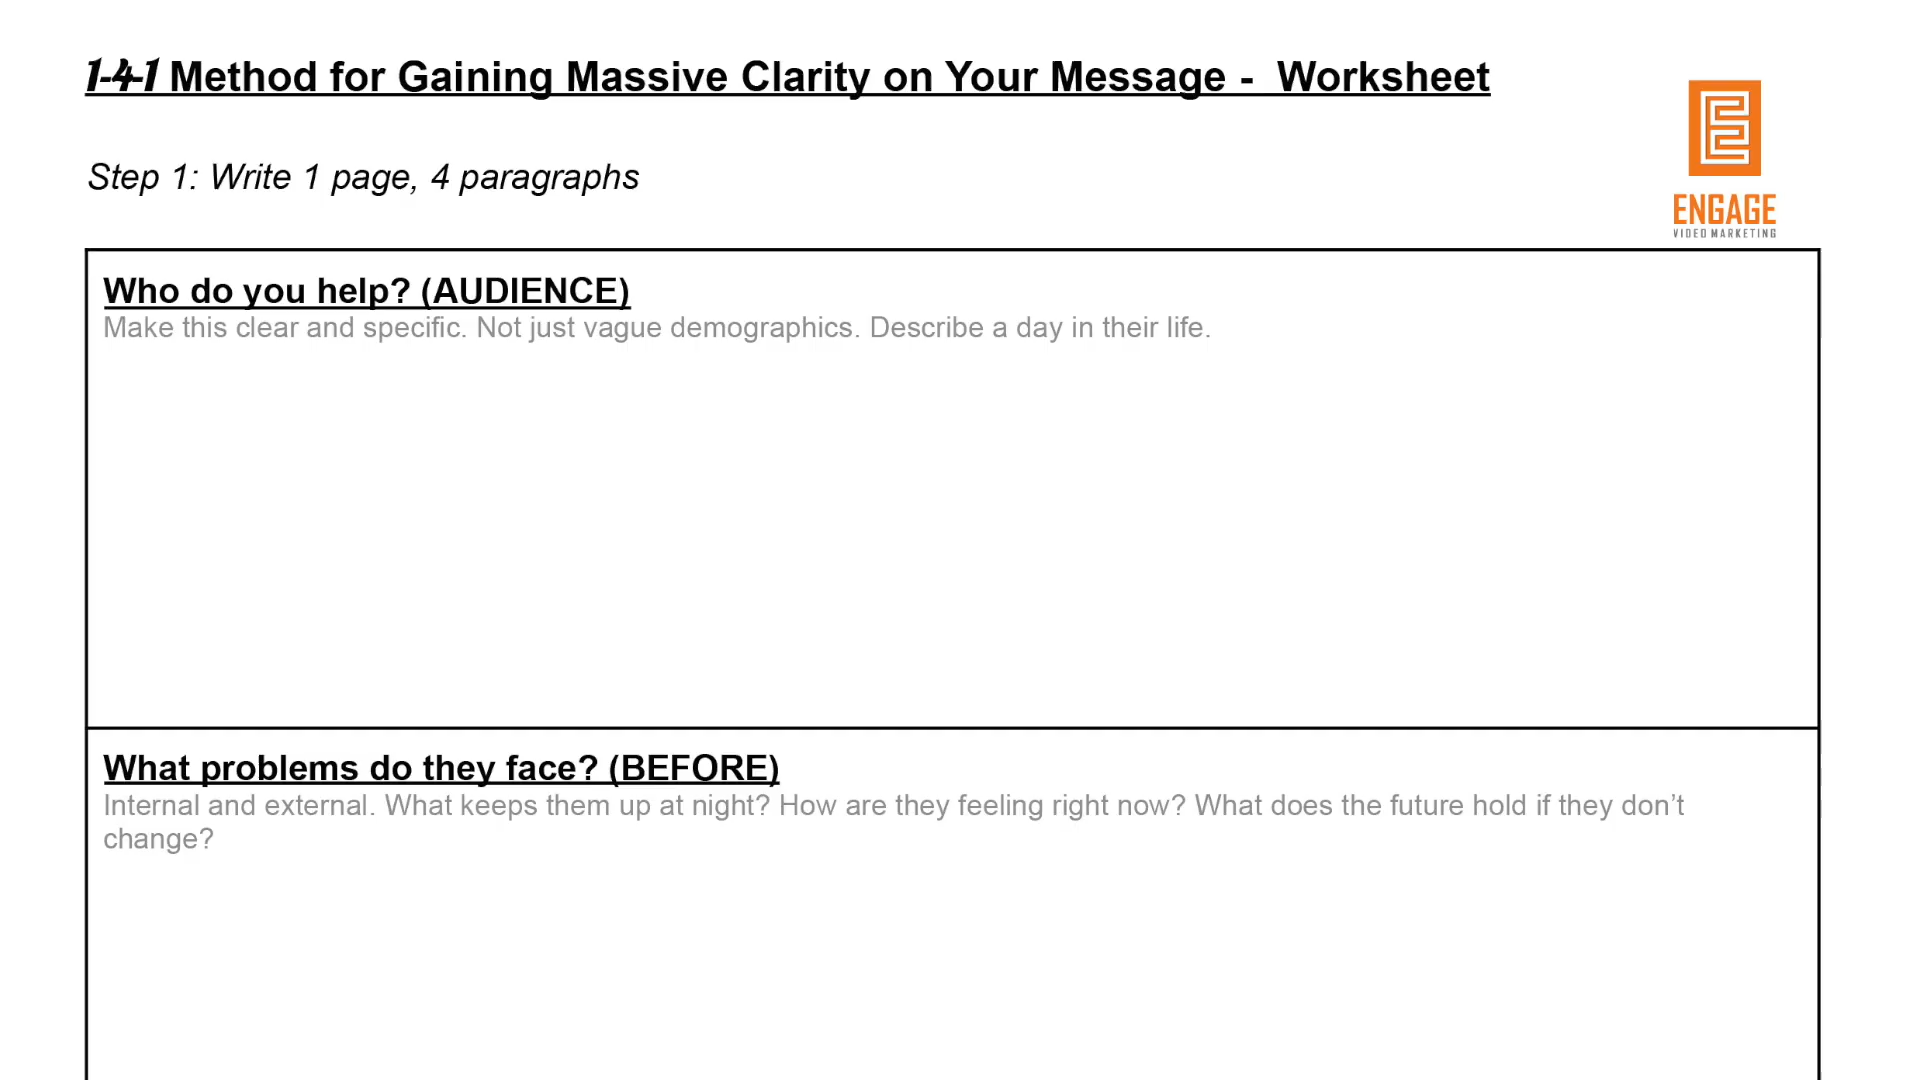 1-4-1 Method for Gaining Massive Clarity on Your Message - Worksheet
Step 1: Write 1 page, 4 paragraphs
ENGAGE
VIDEO MARKETING
Who do you help? (AUDIENCE)
Make this clear and specific. Not just vague demographics. Describe a day in their life.
What problems do they face? (BEFORE)
Internal and external. What keeps them up at night? How are they feeling right now? What does the future hold if they don’t
change?